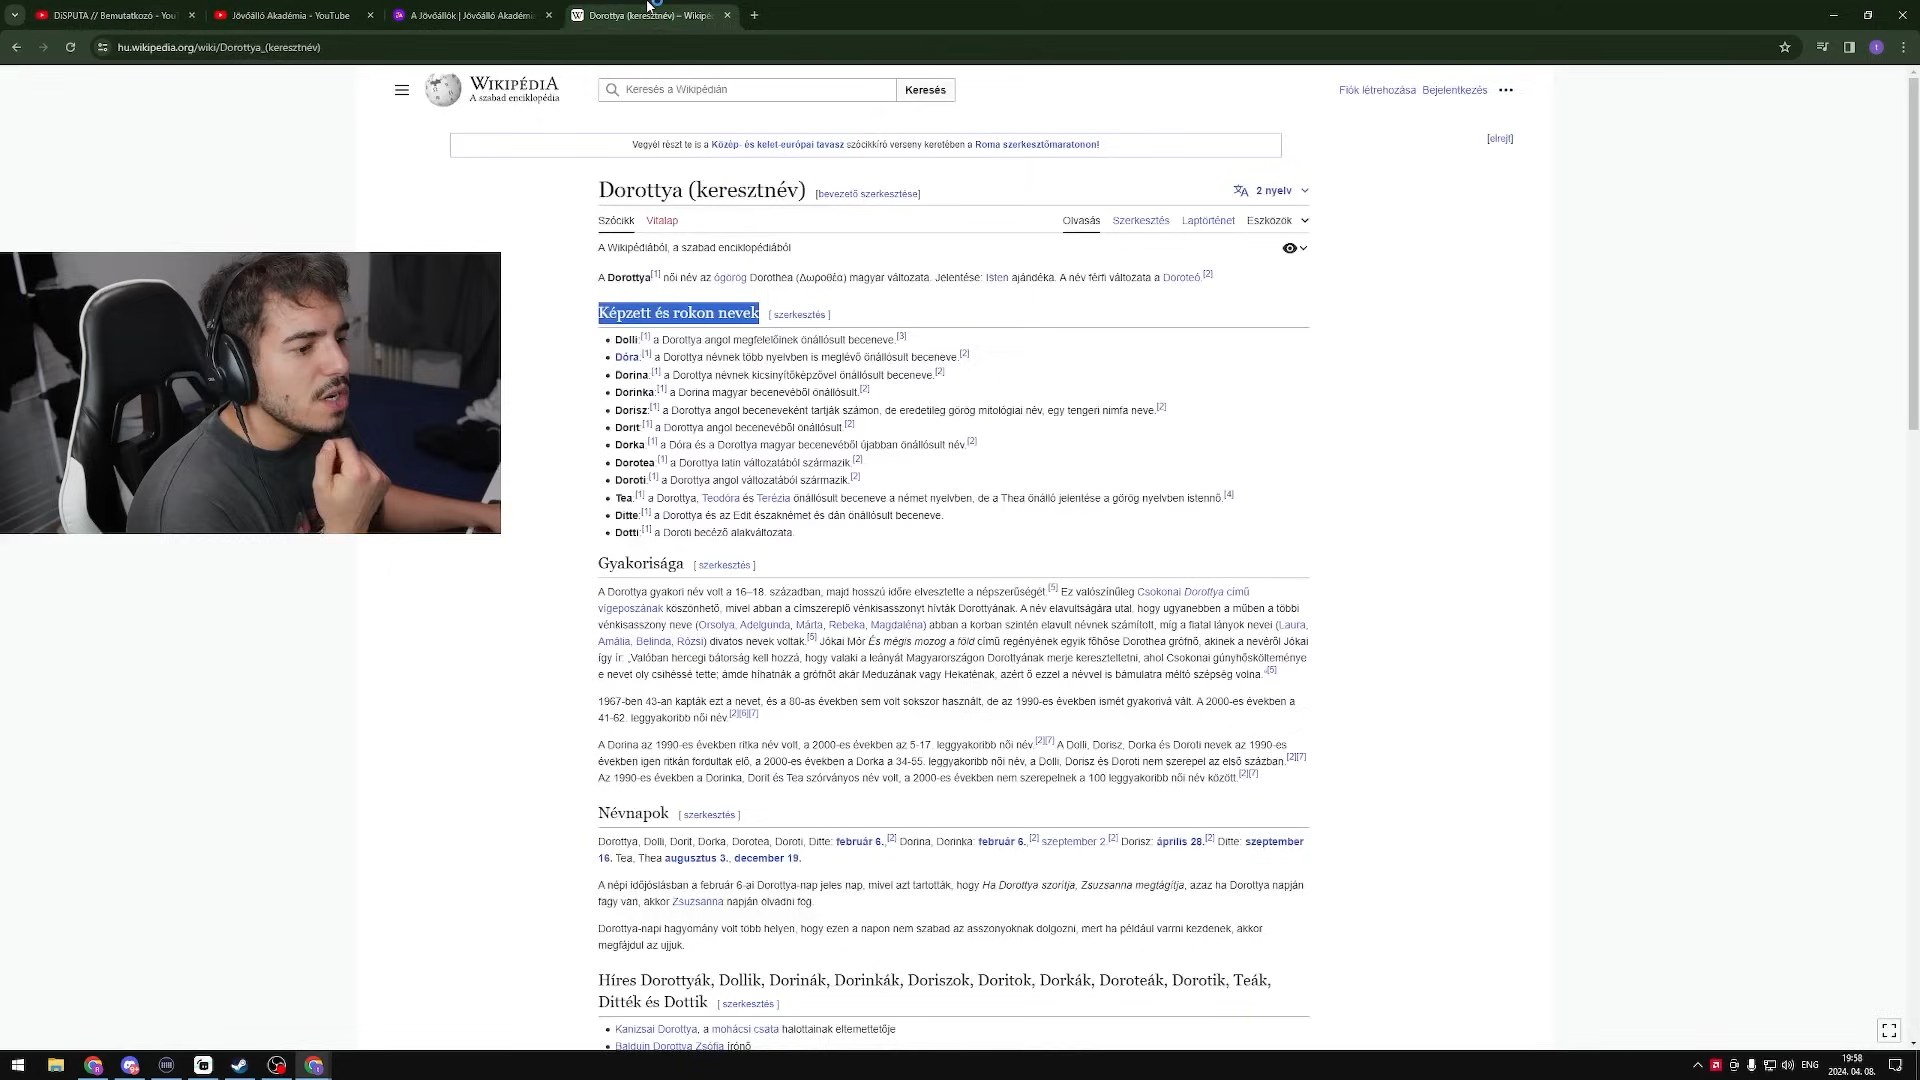 DiSPUTA // Bemutatkozó - You
Jövőálló Akadémia - YouTube
A Jövőállók | Jövőálló Akadémia
Dorottya (keresztnév) – Wikipé
hu.wikipedia.org/wiki/Dorottya_(keresztnév)
WIKIPÉDIA
A szabad enciklopédia
Keresés a Wikipédián
Keresés
Fiók létrehozása Bejelentkezés
Vegyél részt te is a Közép- és kelet-európai tavasz szócikkíró verseny keretében a Roma szerkesztőmaratonon!
[elrejt]
Dorottya (keresztnév) [bevezető szerkesztése]
2 nyelv
Szócikk Vitalap
Olvasás Szerkesztés Laptörténet Eszközök
A Wikipédiából, a szabad enciklopédiából
A Dorottya[1] női név az ógörög Dorothea (Δωροθέα) magyar változata. Jelentése: Isten ajándéka. A név férfi változata a Doroteó.[2]
Képzett és rokon nevek [ szerkesztés ]
Dolli:[1] a Dorottya angol megfelelőinek önállósult beceneve.[3]
Dóra:[1] a Dorottya névnek több nyelvben is meglévő önállósult beceneve.[2]
Dorina:[1] a Dorottya névnek kicsinyítőképzővel önállósult beceneve.[2]
Dorinka:[1] a Dorina magyar becenevéből önállósult.[2]
Dorisz:[1] a Dorottya angol beceneveként tartják számon, de eredetileg görög mitológiai név, egy tengeri nimfa neve.[2]
Dorit:[1] a Dorottya angol becenevéből önállósult.[2]
Dorka:[1] a Dóra és a Dorottya magyar becenevéből újabban önállósult név.[2]
Dorotea:[1] a Dorottya latin változatából származik.[2]
Doroti:[1] a Dorottya angol változatából származik.[2]
Tea:[1] a Dorottya, Teodóra és Terézia önállósult beceneve a német nyelvben, de a Thea önálló jelentése a görög nyelvben istennő.[4]
Ditte:[1] a Dorottya és az Edit északnémet és dán önállósult beceneve.
Dotti:[1] a Doroti becéző alakváltozata.
Gyakorisága [ szerkesztés ]
A Dorottya gyakori név volt a 16–18. században, majd hosszú időre elvesztette a népszerűségét.[5] Ez valószínűleg Csokonai Dorottya című
vígeposzának köszönhető, mivel abban a címszereplő vénkisasszonyt hívták Dorottyának. A név elavultságára utal, hogy ugyanebben a műben a többi
vénkisasszony neve (Orsolya, Adelgunda, Márta, Rebeka, Magdaléna) abban a korban szintén elavult névnek számított, míg a fiatal lányok nevei (Laura,
Amália, Belinda, Rózsi) divatos nevek voltak.[5] Jókai Mór És mégis mozog a föld című regényének egyik főhőse Dorothea grófnő, akinek a nevéről Jókai
így ír: „Valóban hercegi bátorság kell hozzá, hogy valaki a leányát Magyarországon Dorottyának merje kereszteltetni, ahol Csokonai gúnyhőskölteménye
e nevet oly csihéssé tette; ámde híhatnák a grófnőt akár Meduzának vagy Hekaténak, azért ő ezzel a névvel is bámulatra méltó szépség volna.”[5]
1967-ben 43-an kapták ezt a nevet, és a 80-as években sem volt sokszor használt, de az 1990-es években ismét gyakorivá vált. A 2000-es években a
41-62. leggyakoribb női név.[2][6][7]
A Dorina az 1990-es években ritka név volt, a 2000-es években az 5-17. leggyakoribb női név.[2][7] A Dolli, Dorisz, Dorka és Doroti nevek az 1990-es
években igen ritkán fordultak elő, a 2000-es években a Dorka a 34-55. leggyakoribb női név, a Dolli, Dorisz és Doroti nem szerepel az első százban.[2][7]
Az 1990-es években a Dorinka, Dorit és Tea szórványos név volt, a 2000-es években nem szerepelnek a 100 leggyakoribb női név között.[2][7]
Névnapok [ szerkesztés ]
Dorottya, Dolli, Dorit, Dorka, Dorotea, Doroti, Ditte: február 6.,[2] Dorina, Dorinka: február 6.,[2] szeptember 2.[2] Dorisz: április 28.[2] Ditte: szeptember
16. Tea, Thea augusztus 3., december 19.
A népi időjóslásban a február 6-ai Dorottya-nap jeles nap, mivel azt tartották, hogy Ha Dorottya szorítja, Zsuzsanna megtágítja, azaz ha Dorottya napján
fagy van, akkor Zsuzsanna napján olvadni fog.
Dorottya-napi hagyomány volt több helyen, hogy ezen a napon nem szabad az asszonyoknak dolgozni, mert ha például varrni kezdenek, akkor
megfájdul az ujjuk.
Híres Dorottyák, Dollik, Dorinák, Dorinkák, Doriszok, Doritok, Dorkák, Doroteák, Dorotik, Teák,
Ditték és Dottik [ szerkesztés ]
Kanizsai Dorottya, a mohácsi csata halottainak eltemettetője
Balduin Dorottya Zsófia írónő
ENG
19:58
2024. 04. 08.